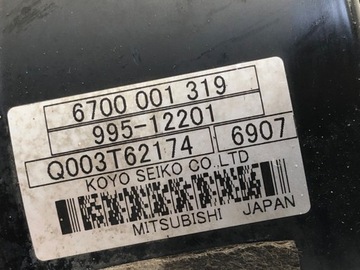 6700 001 319
995-12201
Q003T62174 6907
KOYO SEIKO CO.LTD
MITSUBISHI JAPAN